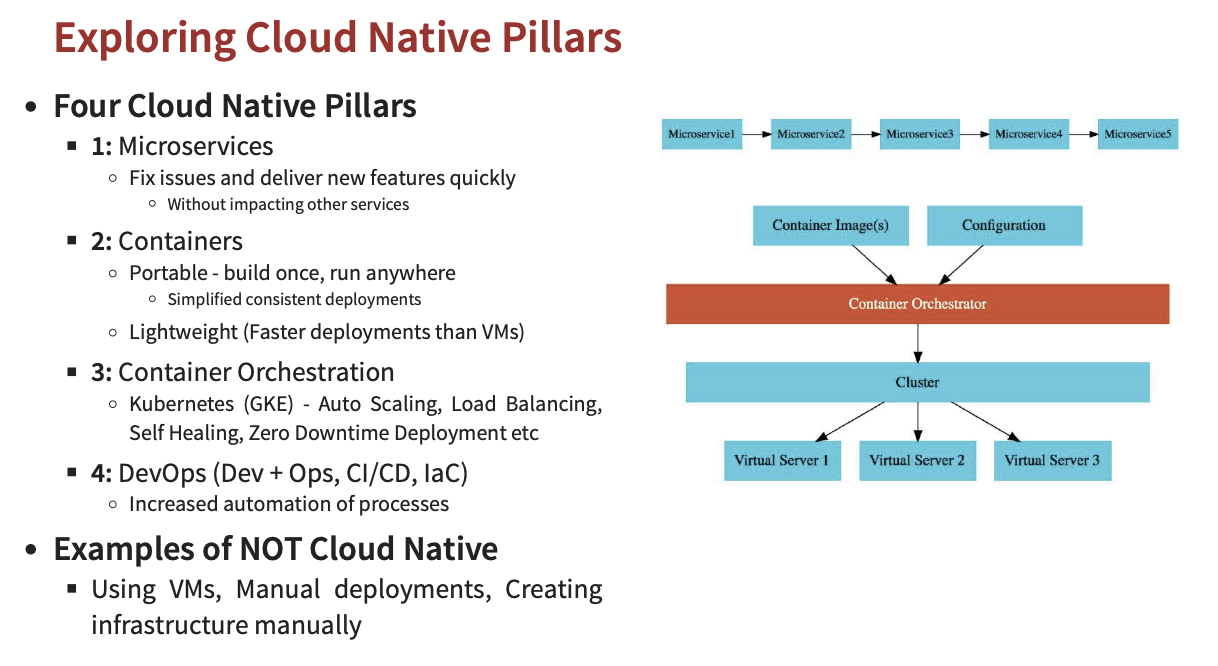 Exploring Cloud Native Pillars
Four Cloud Native Pillars
1: Microservices
Fix issues and deliver new features quickly
Without impacting other services
2: Containers
Portable - build once, run anywhere
Simplified consistent deployments
Lightweight (Faster deployments than VMs)
3: Container Orchestration
Kubernetes (GKE) - Auto Scaling, Load Balancing,
Self Healing, Zero Downtime Deployment etc
4: DevOps (Dev + Ops, CI/CD, IaC)
Increased automation of processes
Examples of NOT Cloud Native
Using VMs, Manual deployments, Creating
infrastructure manually
Microservice1 Microservice2 Microservice3 Microservice4 Microservice5
Container Image(s) Configuration
Container Orchestrator
Cluster
Virtual Server 1 Virtual Server 2 Virtual Server 3